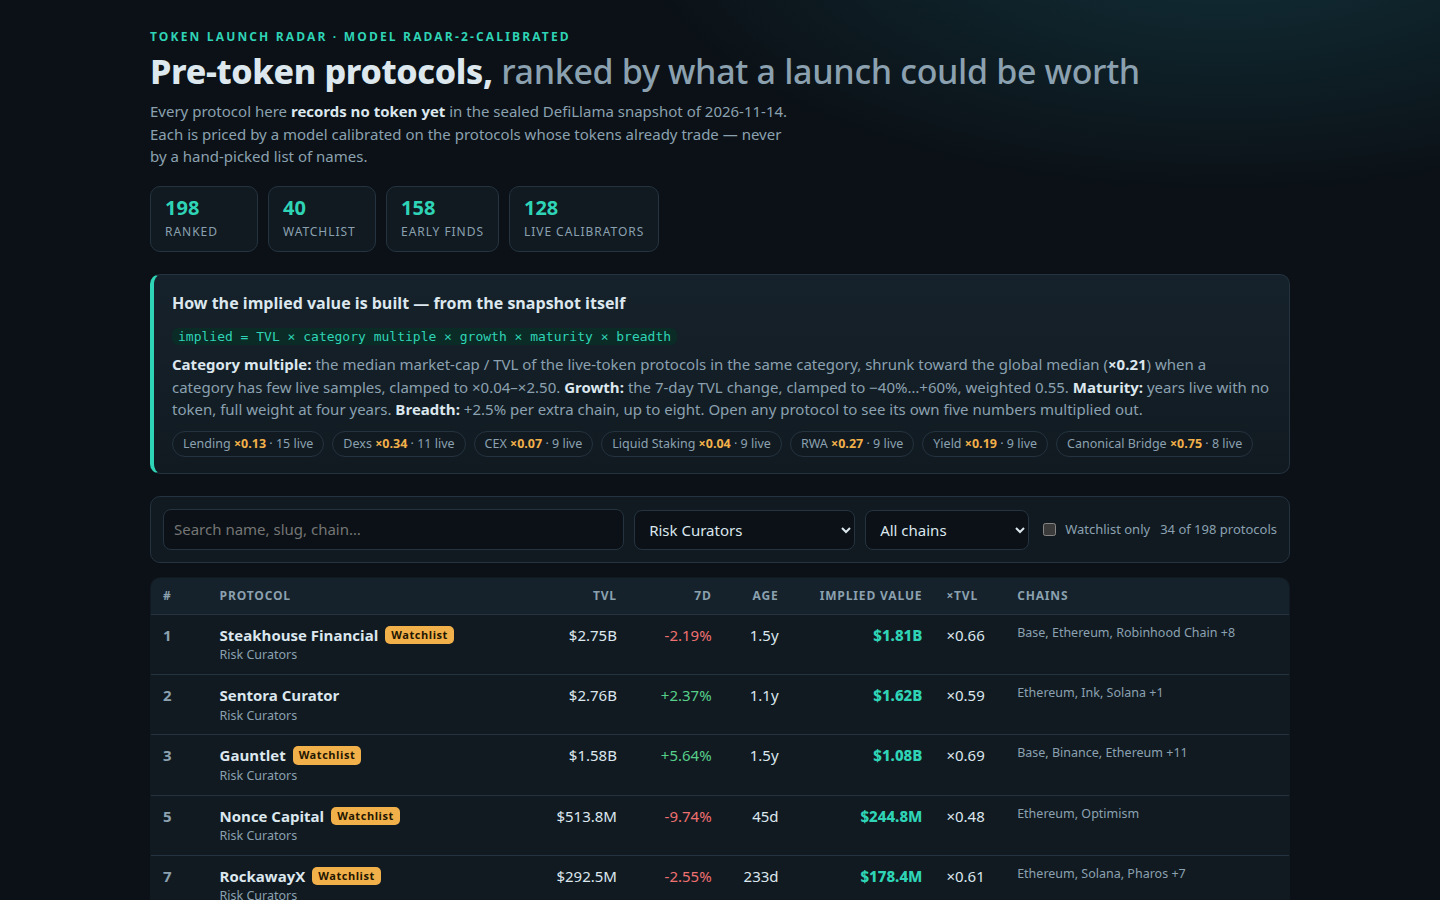 TOKEN LAUNCH RADAR · MODEL RADAR-2-CALIBRATED
Pre-token protocols, ranked by what a launch could be worth
Every protocol here records no token yet in the sealed DefiLlama snapshot of 2026-11-14.
Each is priced by a model calibrated on the protocols whose tokens already trade — never
by a hand-picked list of names.
198 40 158 128
RANKED WATCHLIST EARLY FINDS LIVE CALIBRATORS
How the implied value is built — from the snapshot itself
implied = TVL × category multiple × growth × maturity × breadth
Category multiple: the median market-cap / TVL of the live-token protocols in the same category, shrunk toward the global median (×0.21) when a
category has few live samples, clamped to ×0.04–×2.50. Growth: the 7-day TVL change, clamped to −40%…+60%, weighted 0.55. Maturity: years live with no
token, full weight at four years. Breadth: +2.5% per extra chain, up to eight. Open any protocol to see its own five numbers multiplied out.
Lending ×0.13 · 15 live Dexs ×0.34 · 11 live CEX ×0.07 · 9 live Liquid Staking ×0.04 · 9 live RWA ×0.27 · 9 live Yield ×0.19 · 9 live Canonical Bridge ×0.75 · 8 live
Search name, slug, chain… Risk Curators All chains Watchlist only 34 of 198 protocols
# PROTOCOL TVL 7D AGE IMPLIED VALUE ×TVL CHAINS
1 Steakhouse Financial Watchlist $2.75B -2.19% 1.5y $1.81B ×0.66 Base, Ethereum, Robinhood Chain +8
Risk Curators
2 Sentora Curator $2.76B +2.37% 1.1y $1.62B ×0.59 Ethereum, Ink, Solana +1
Risk Curators
3 Gauntlet Watchlist $1.58B +5.64% 1.5y $1.08B ×0.69 Base, Binance, Ethereum +11
Risk Curators
5 Nonce Capital Watchlist $513.8M -9.74% 45d $244.8M ×0.48 Ethereum, Optimism
Risk Curators
7 RockawayX Watchlist $292.5M -2.55% 233d $178.4M ×0.61 Ethereum, Solana, Pharos +7
Risk Curators